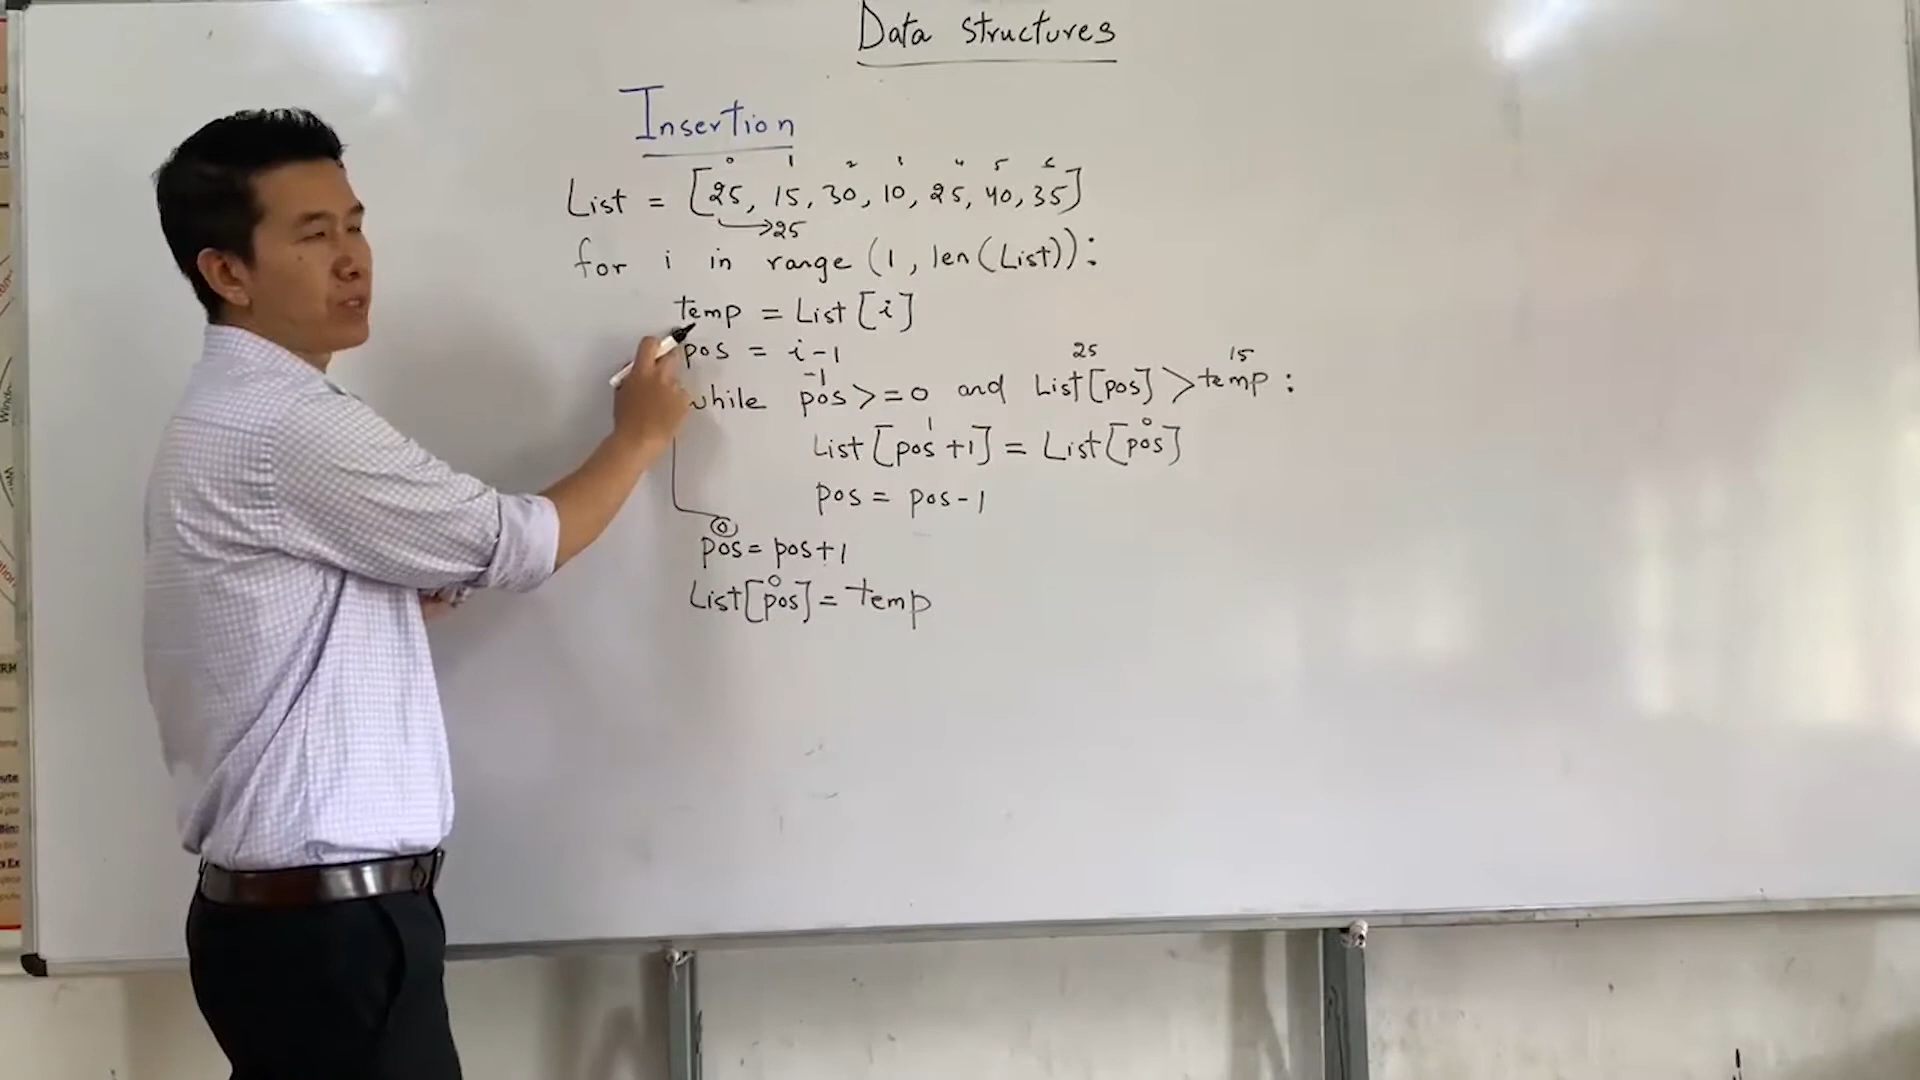 Data Structures
Insertion
0 1 2 3 4 5 6
List = [25, 15, 30, 10, 25, 40, 35]
25
for i in range (1, len(List)):
temp = List [i]
pos = i-1
-1 25 15
while pos >= 0 and List[pos] > temp :
1 0
List [pos +1] = List [pos]
pos = pos - 1
0
pos = pos+1
0
List[pos] = temp